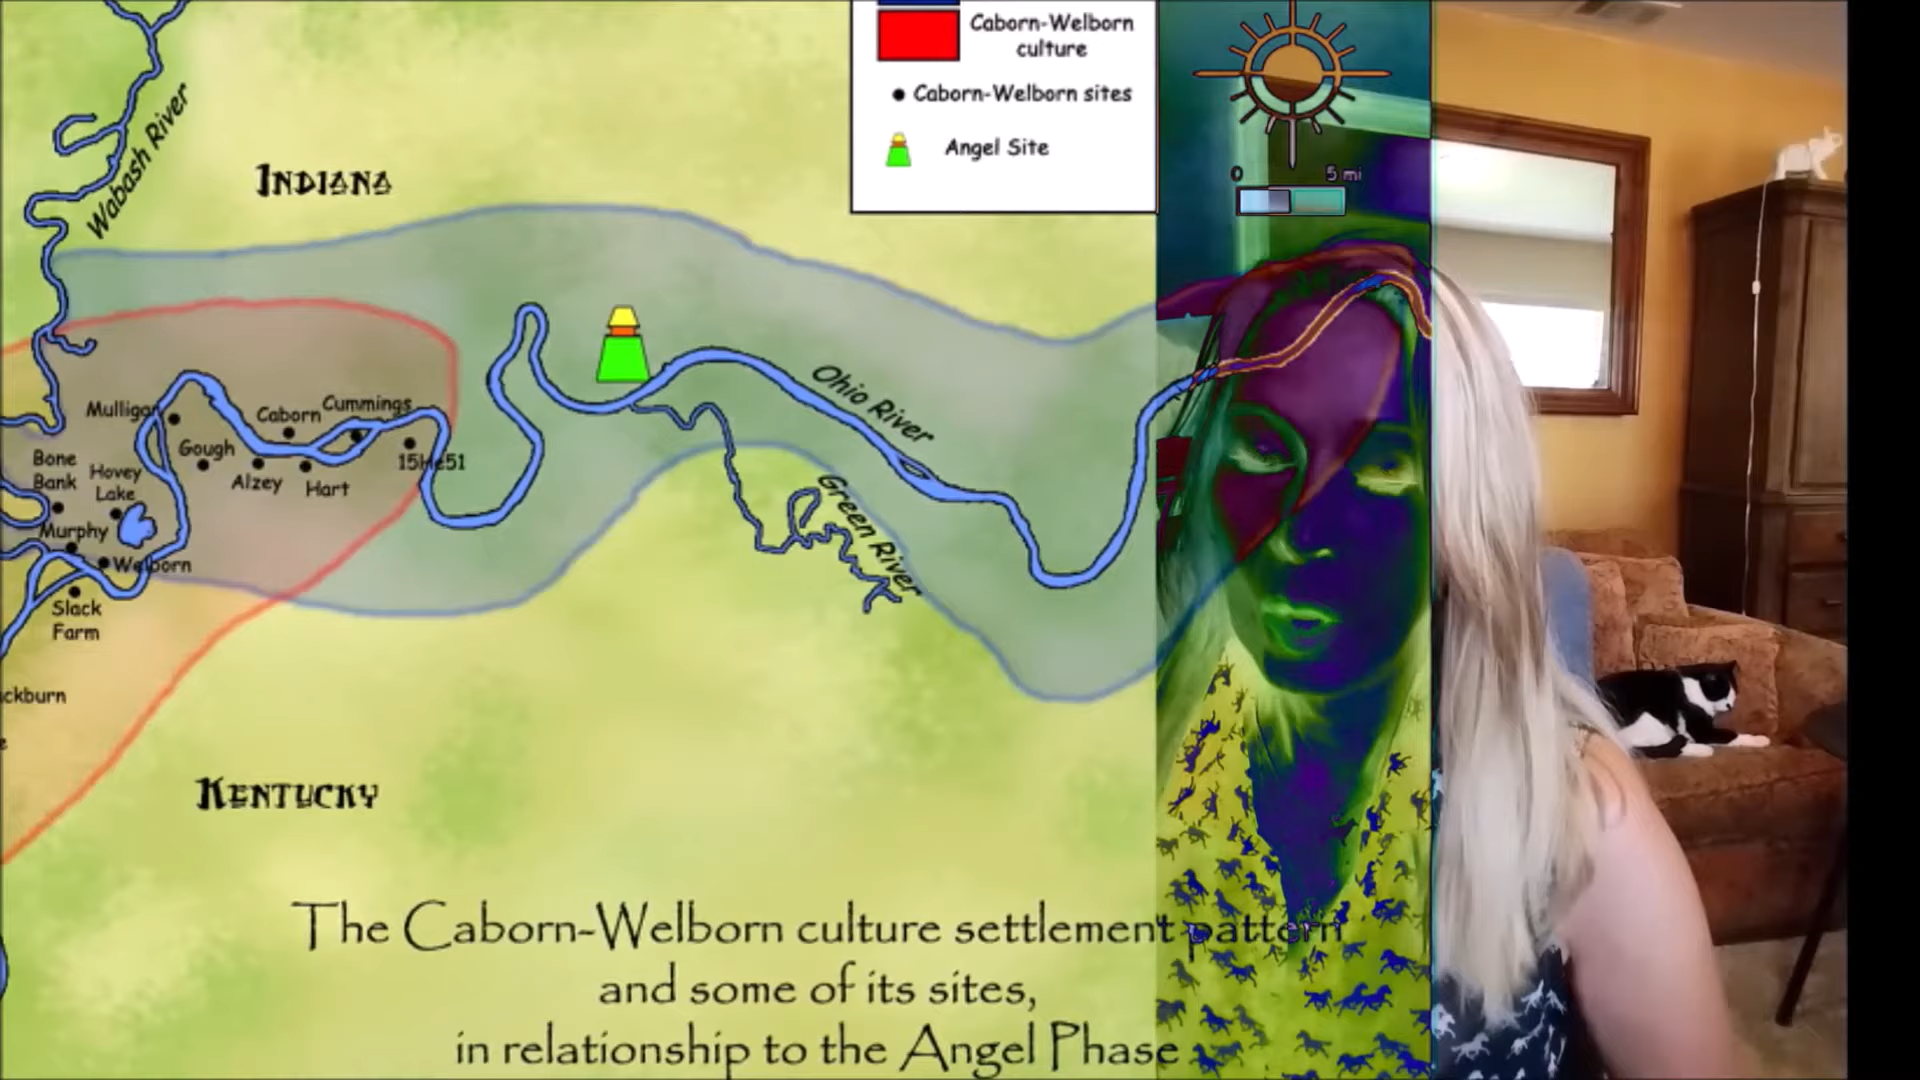 Caborn-Welborn
culture
Caborn-Welborn sites
Angel Site
0 5 mi
Wabash River
Indiana
Ohio River
Mulligan
Caborn
Cummings
Gough
15He51
Bone
Bank
Hovey
Lake
Alzey
Hart
Green River
Murphy
Welborn
Slack
Farm
ckburn
Kentucky
The Caborn-Welborn culture settlement pattern
and some of its sites,
in relationship to the Angel Phase